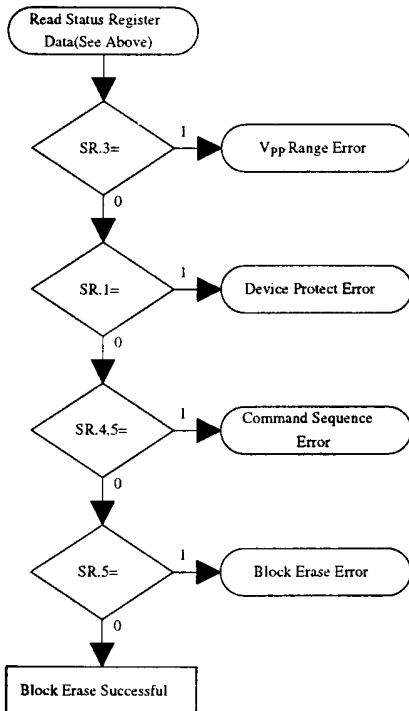 Read Status Register
Data(See Above)
SR.3=
1
VPP Range Error
0
SR.1=
1
Device Protect Error
0
SR.4,5=
1
Command Sequence
Error
0
SR.5=
1
Block Erase Error
0
Block Erase Successful